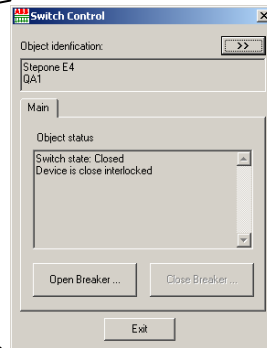 ABB
Switch Control
Object idenfication:
>>
Stepone E4
QA1
Main
Object status
Switch state: Closed
Device is close interlocked
Open Breaker ...
Close Breaker ...
Exit